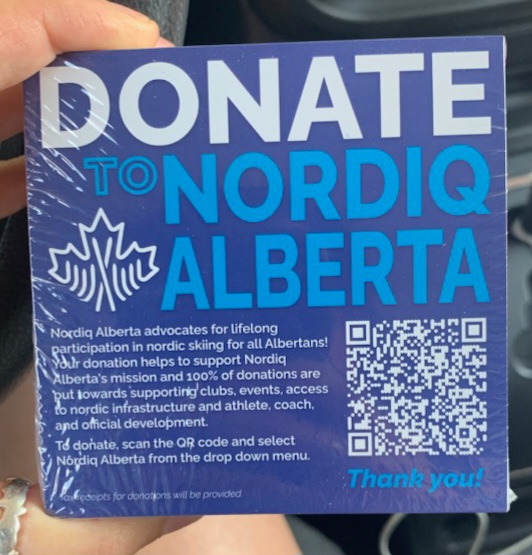 DONATE
TO NORDIQ
ALBERTA
Nordiq Alberta advocates for lifelong
participation in nordic skiing for all Albertans!
Your donation helps to support Nordiq
Alberta's mission and 100% of donations are
put towards supporting clubs, events, access
to nordic infrastructure and athlete, coach,
and official development.
To donate, scan the QR code and select
Nordiq Alberta from the drop down menu.
Tax receipts for donations will be provided
Thank you!